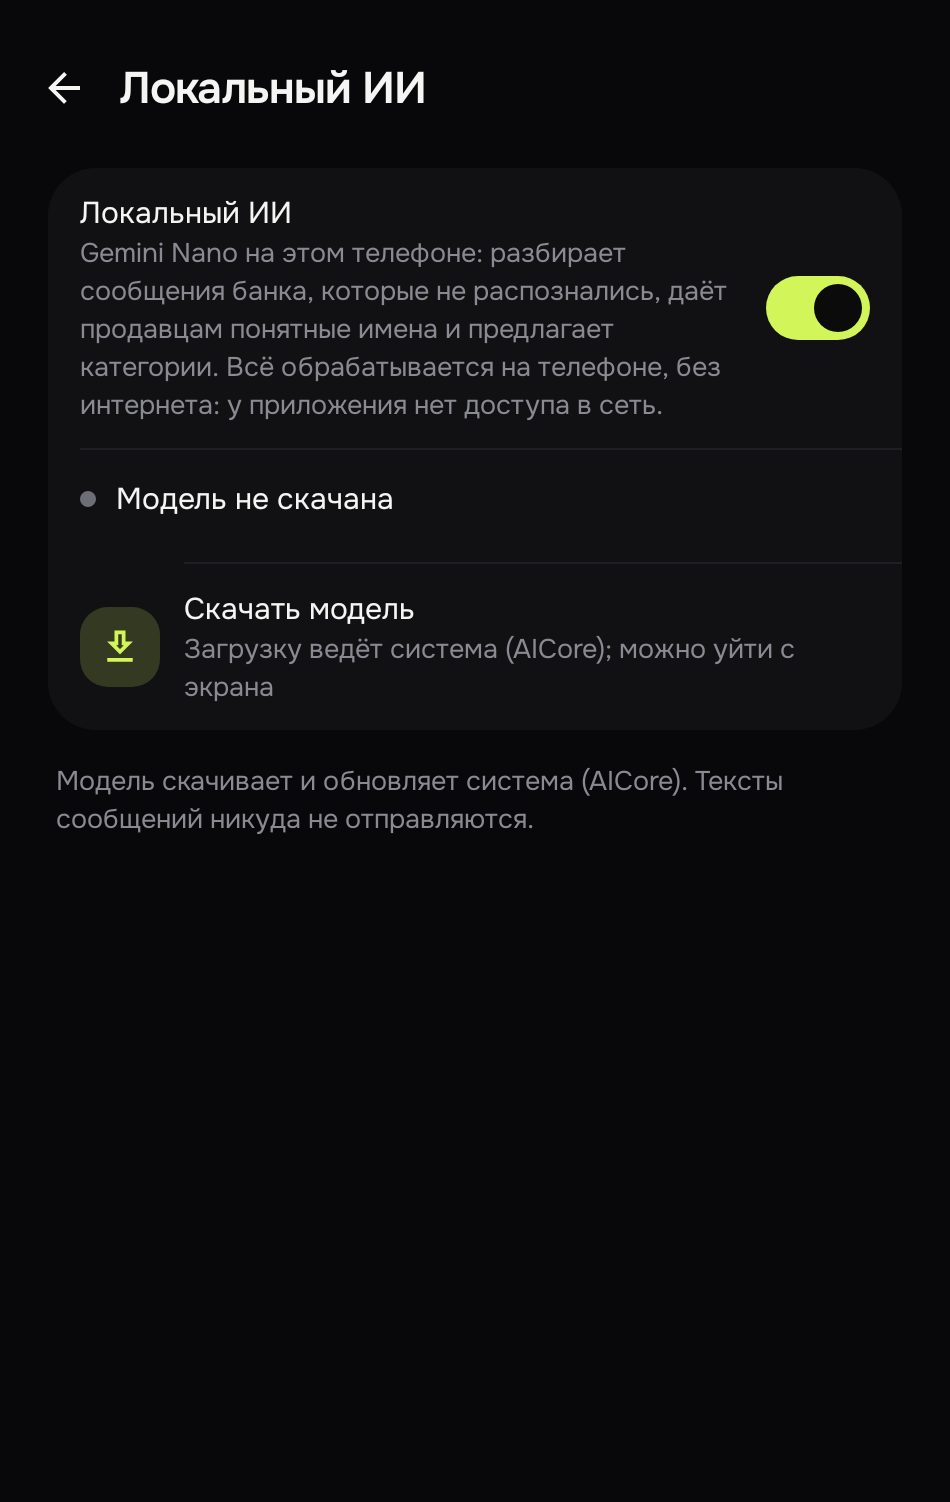 Локальный ИИ
Локальный ИИ
Gemini Nano на этом телефоне: разбирает
сообщения банка, которые не распознались, даёт
продавцам понятные имена и предлагает
категории. Всё обрабатывается на телефоне, без
интернета: у приложения нет доступа в сеть.
Модель не скачана
Скачать модель
Загрузку ведёт система (AICore); можно уйти с
экрана
Модель скачивает и обновляет система (AICore). Тексты
сообщений никуда не отправляются.